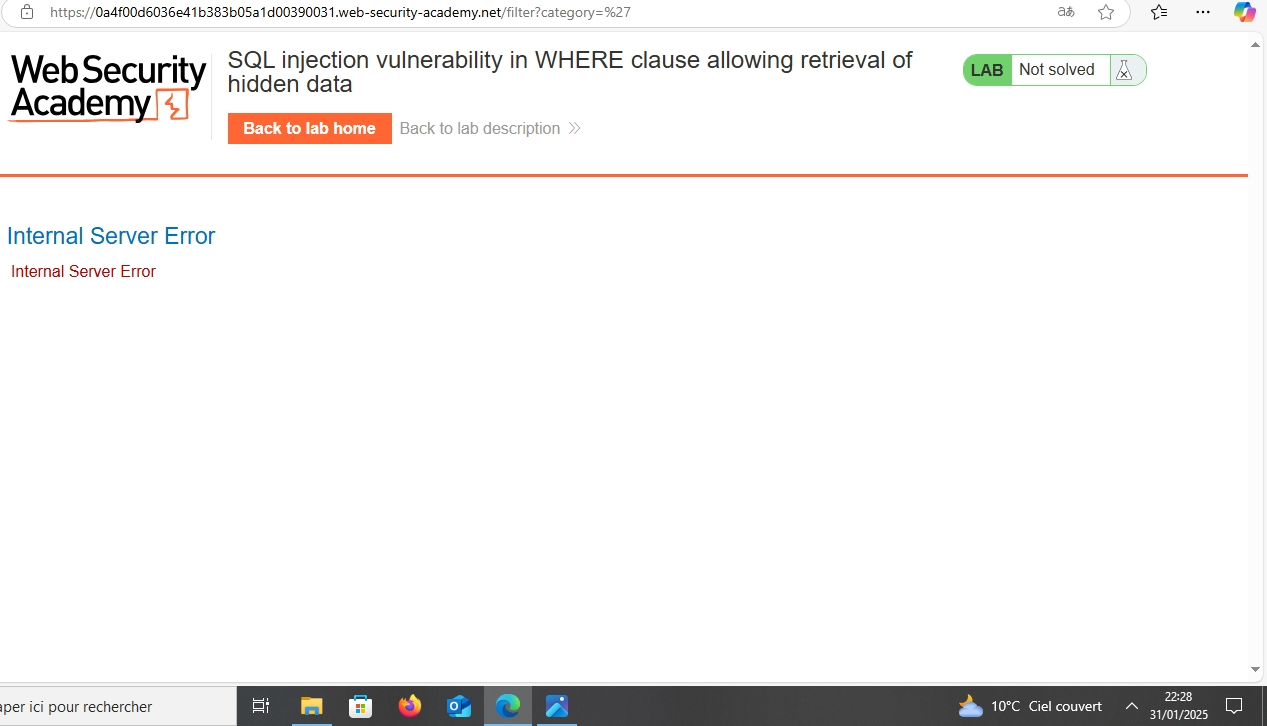 https://0a4f00d6036e41b383b05a1d00390031.web-security-academy.net/filter?category=%27
Web Security
Academy
SQL injection vulnerability in WHERE clause allowing retrieval of
hidden data
LAB Not solved
Back to lab home Back to lab description
Internal Server Error
Internal Server Error
aper ici pour rechercher
10°C Ciel couvert
22:28
31/01/2025